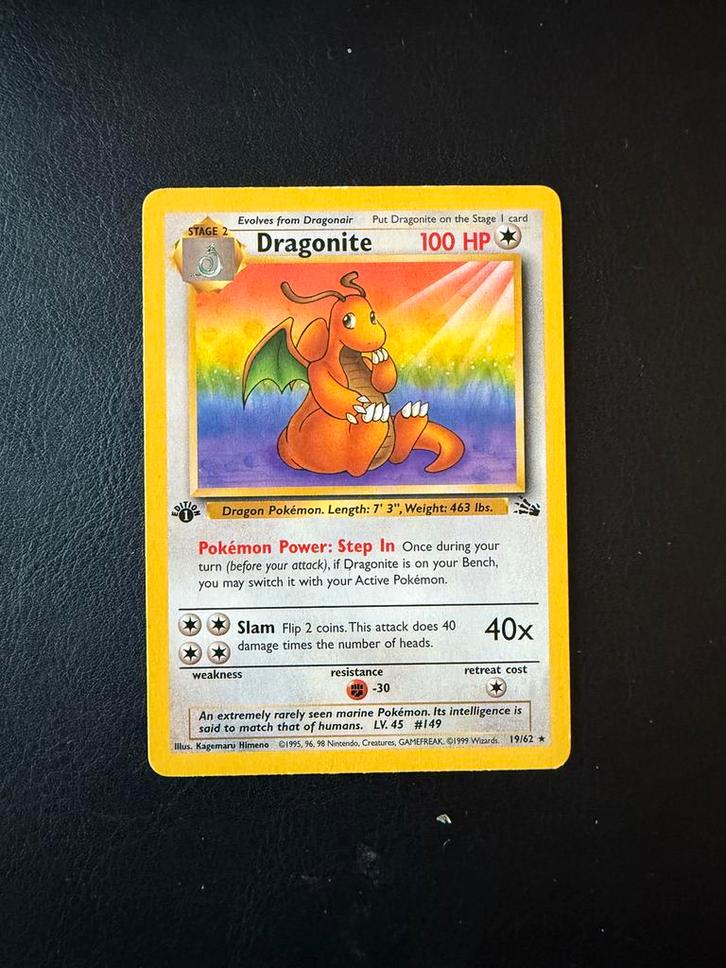 Evolves from Dragonair Put Dragonite on the Stage 1 card
STAGE 2
Dragonite 100 HP
EDITION
1
Dragon Pokémon. Length: 7' 3", Weight: 463 lbs.
Pokémon Power: Step In Once during your
turn (before your attack), if Dragonite is on your Bench,
you may switch it with your Active Pokémon.
Slam Flip 2 coins. This attack does 40
damage times the number of heads.
40x
weakness resistance retreat cost
-30
An extremely rarely seen marine Pokémon. Its intelligence is
said to match that of humans. LV. 45 #149
Illus. Kagemaru Himeno ©1995, 96, 98 Nintendo, Creatures, GAMEFREAK. ©1999 Wizards. 19/62 ★